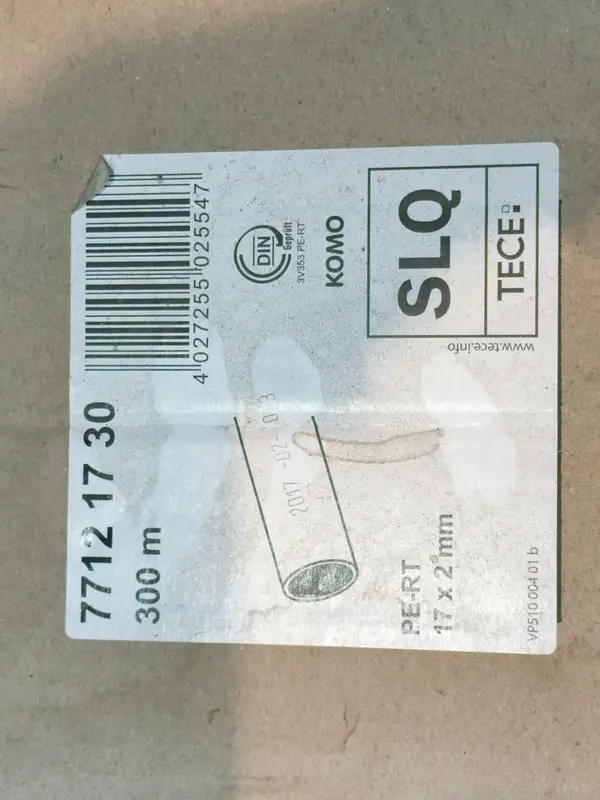 7712 17 30
300 m
4 027255 025547
DIN
Geprüft
3V353 PE-RT
KOMO
2017 -02- 03
PE-RT
17 x 2 mm
SLQ
TECE:
www.tece.info
VP510 004 01 b